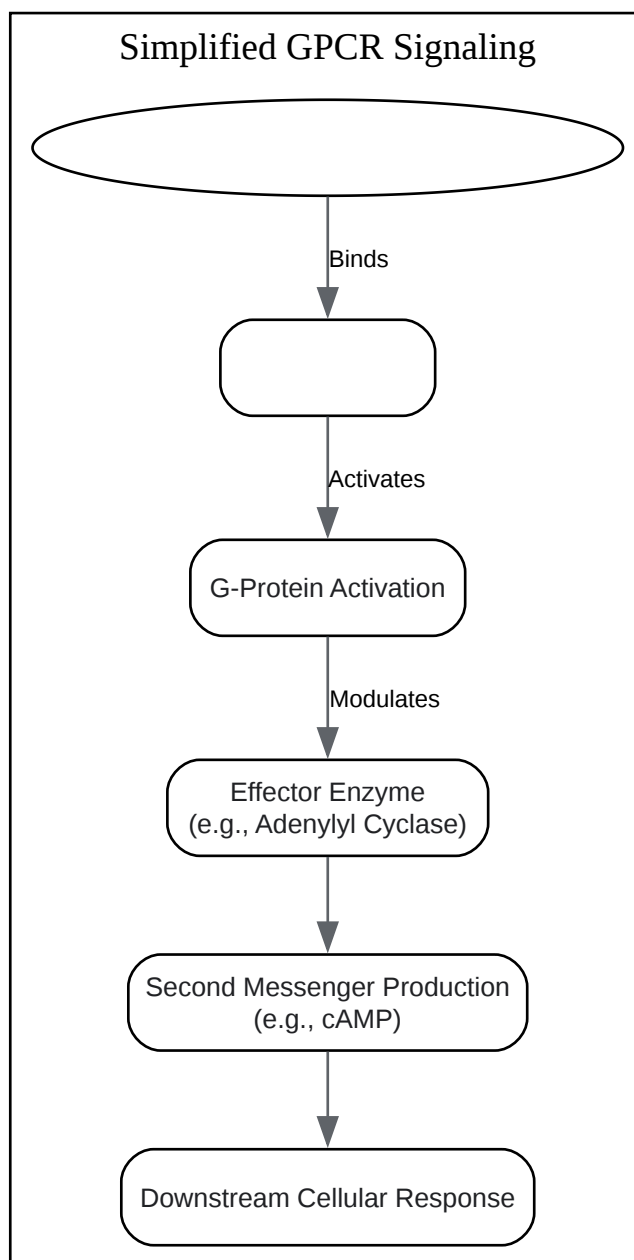 Simplified GPCR Signaling
Binds
Activates
G-Protein Activation
Modulates
Effector Enzyme
(e.g., Adenylyl Cyclase)
Second Messenger Production
(e.g., cAMP)
Downstream Cellular Response